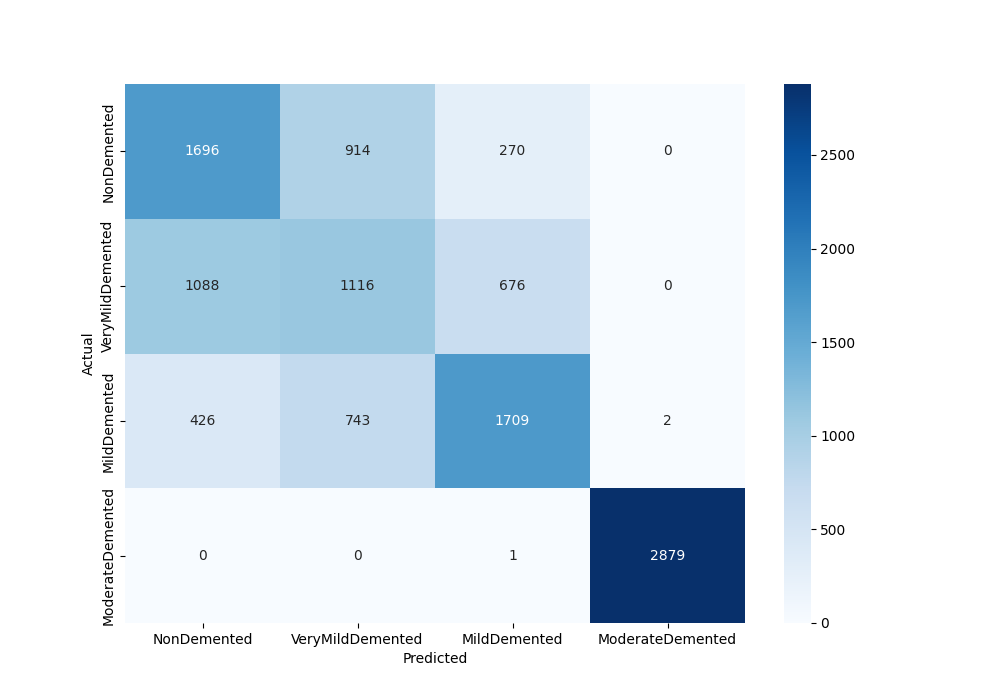 NonDemented
1696 914 270 0
VeryMildDemented
1088 1116 676 0
MildDemented
426 743 1709 2
ModerateDemented
0 0 1 2879
Actual
NonDemented VeryMildDemented MildDemented ModerateDemented
Predicted
2500
2000
1500
1000
500
0